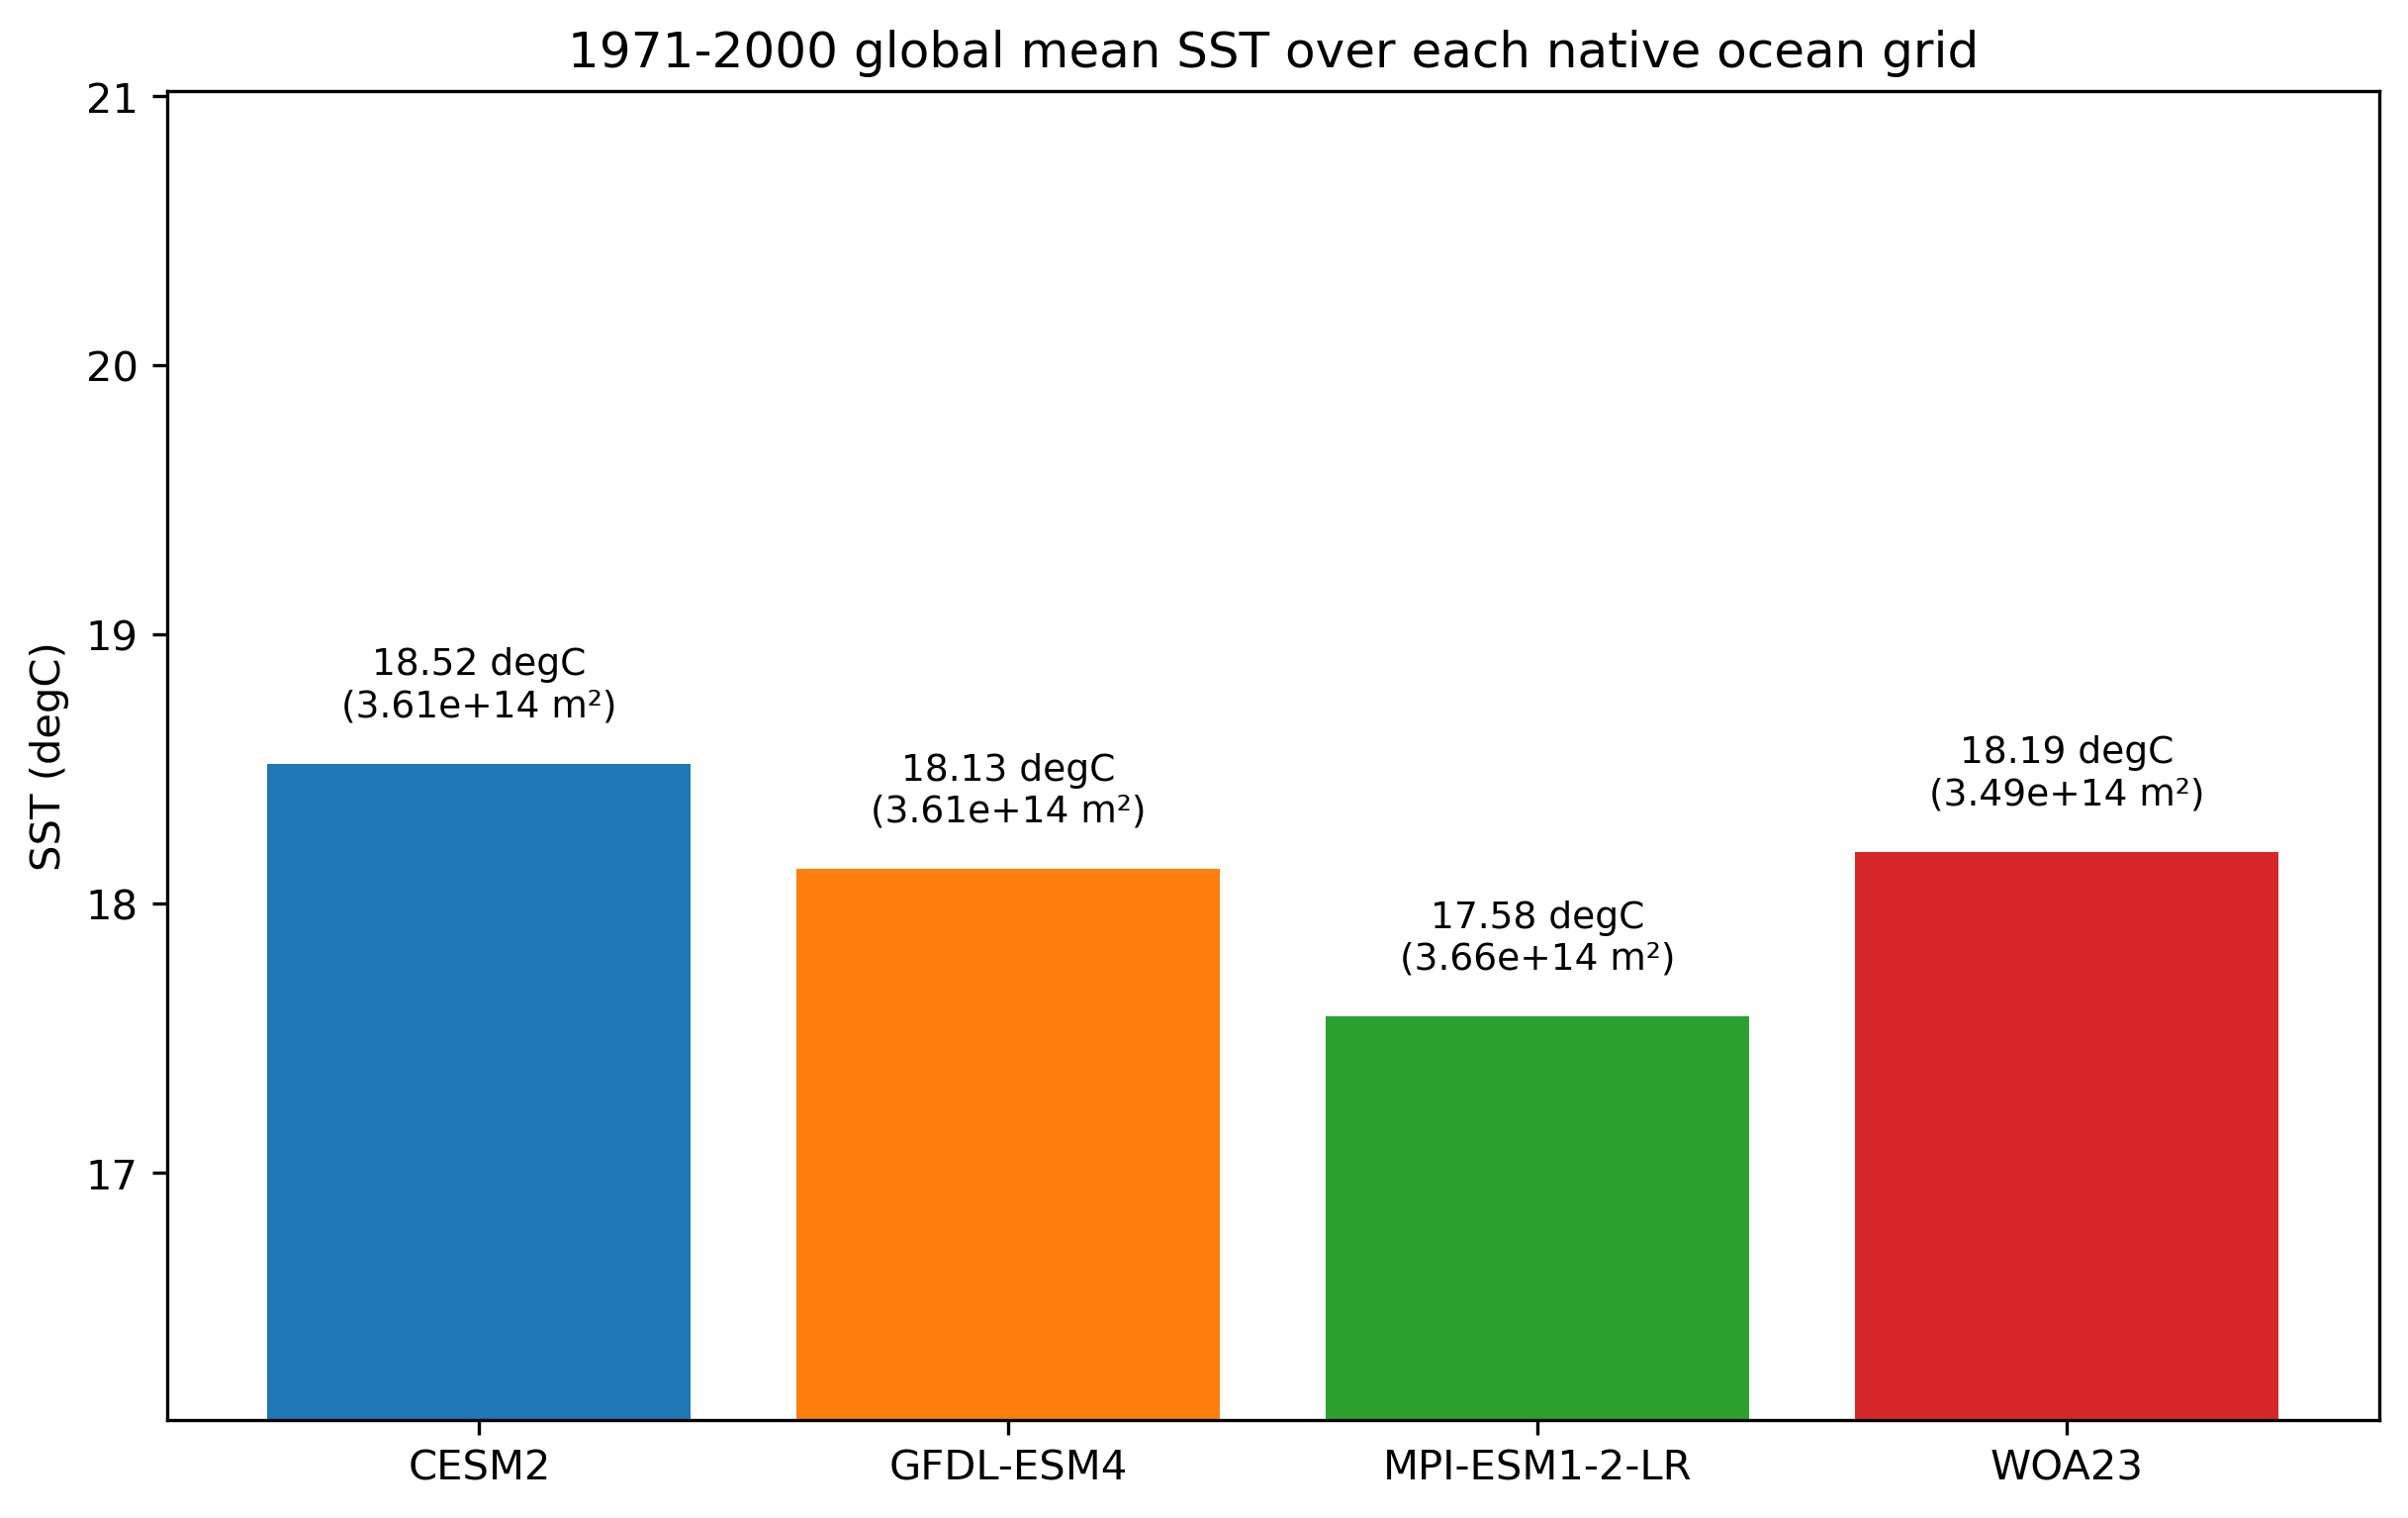 1971-2000 global mean SST over each native ocean grid
SST (degC)
21
20
19
18
17
18.52 degC
(3.61e+14 m²)
18.13 degC
(3.61e+14 m²)
17.58 degC
(3.66e+14 m²)
18.19 degC
(3.49e+14 m²)
CESM2
GFDL-ESM4
MPI-ESM1-2-LR
WOA23